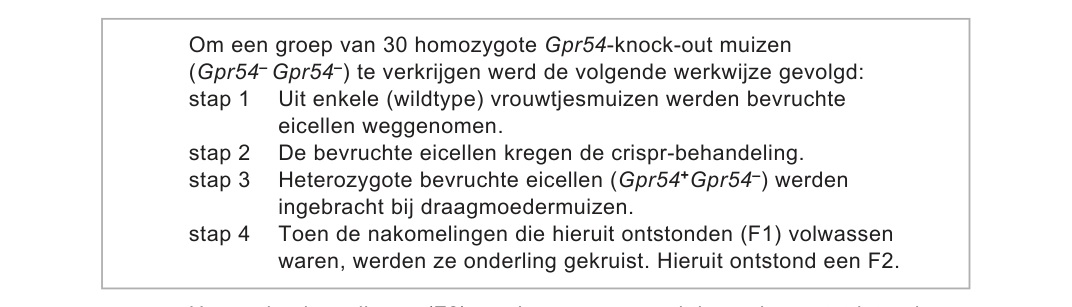 Om een groep van 30 homozygote Gpr54-knock-out muizen
(Gpr54– Gpr54–) te verkrijgen werd de volgende werkwijze gevolgd:
stap 1 Uit enkele (wildtype) vrouwtjesmuizen werden bevruchte
eicellen weggenomen.
stap 2 De bevruchte eicellen kregen de crispr-behandeling.
stap 3 Heterozygote bevruchte eicellen (Gpr54+Gpr54–) werden
ingebracht bij draagmoedermuizen.
stap 4 Toen de nakomelingen die hieruit ontstonden (F1) volwassen
waren, werden ze onderling gekruist. Hieruit ontstond een F2.